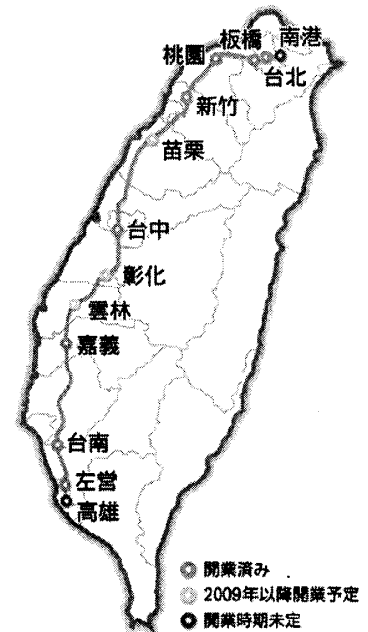 南港
板橋
桃園
台北
新竹
苗栗
台中
彰化
雲林
嘉義
台南
左営
高雄
開業済み
2009年以降開業予定
開業時期未定